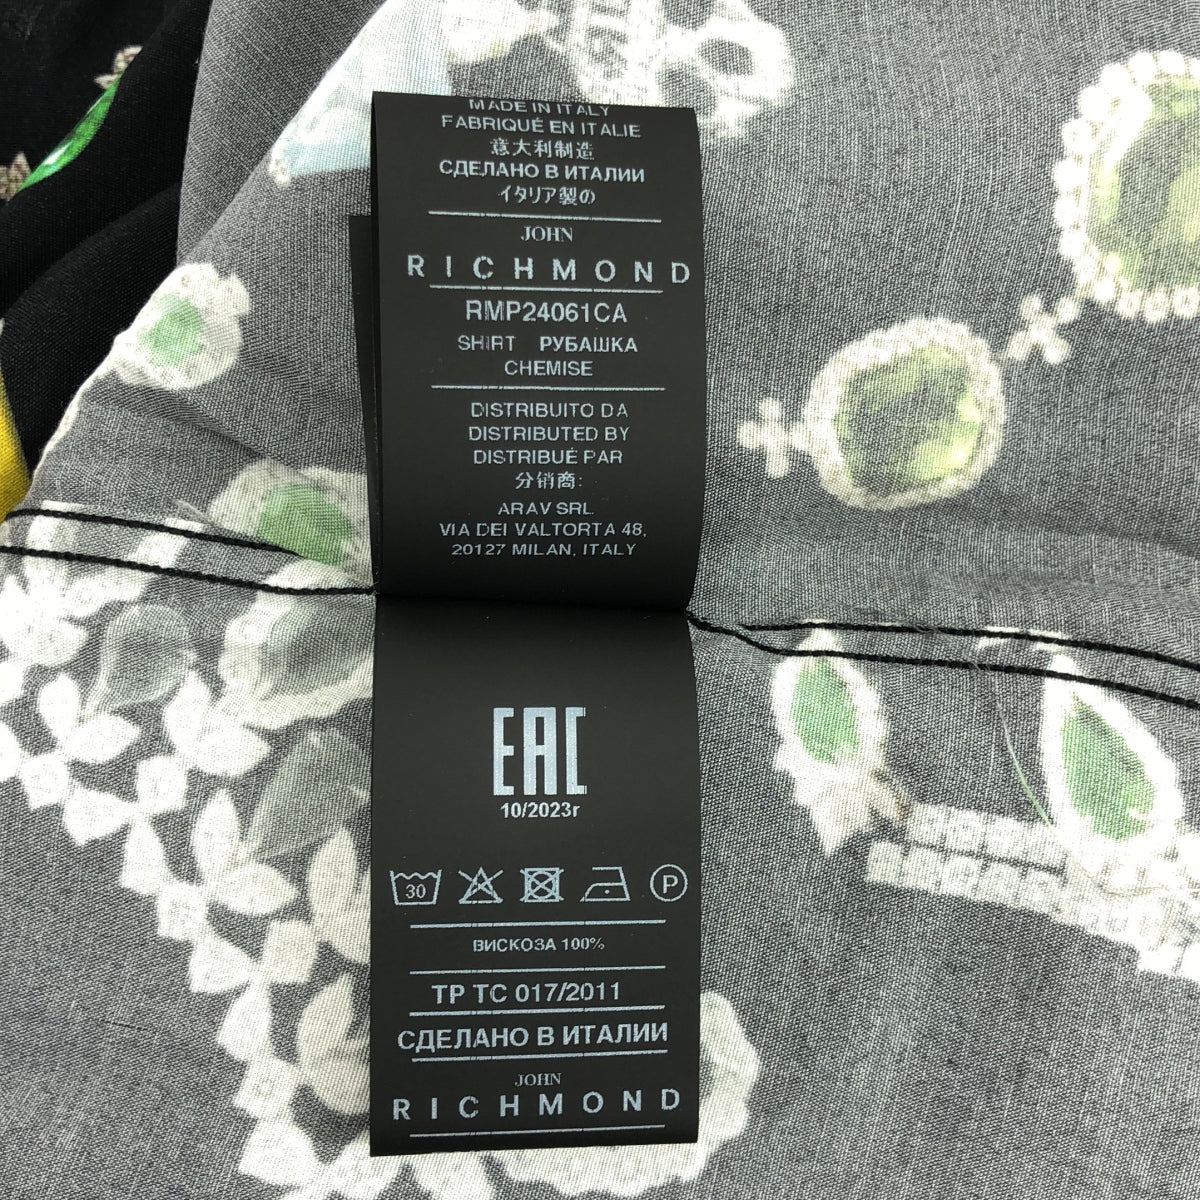 MADE IN ITALY
FABRIQUÉ EN ITALIE
意大利制造
СДЕЛАНО В ИТАЛИИ
イタリア製の
JOHN
RICHMOND
RMP24061CA
SHIRT РУБАШКА
CHEMISE
DISTRIBUITO DA
DISTRIBUTED BY
DISTRIBUÉ PAR
分销商:
ARAV SRL
VIA DEI VALTORTA 48,
20127 MILAN, ITALY
EAC
10/2023г
30 P
ВИСКОЗА 100%
ТР ТС 017/2011
СДЕЛАНО В ИТАЛИИ
JOHN
RICHMOND